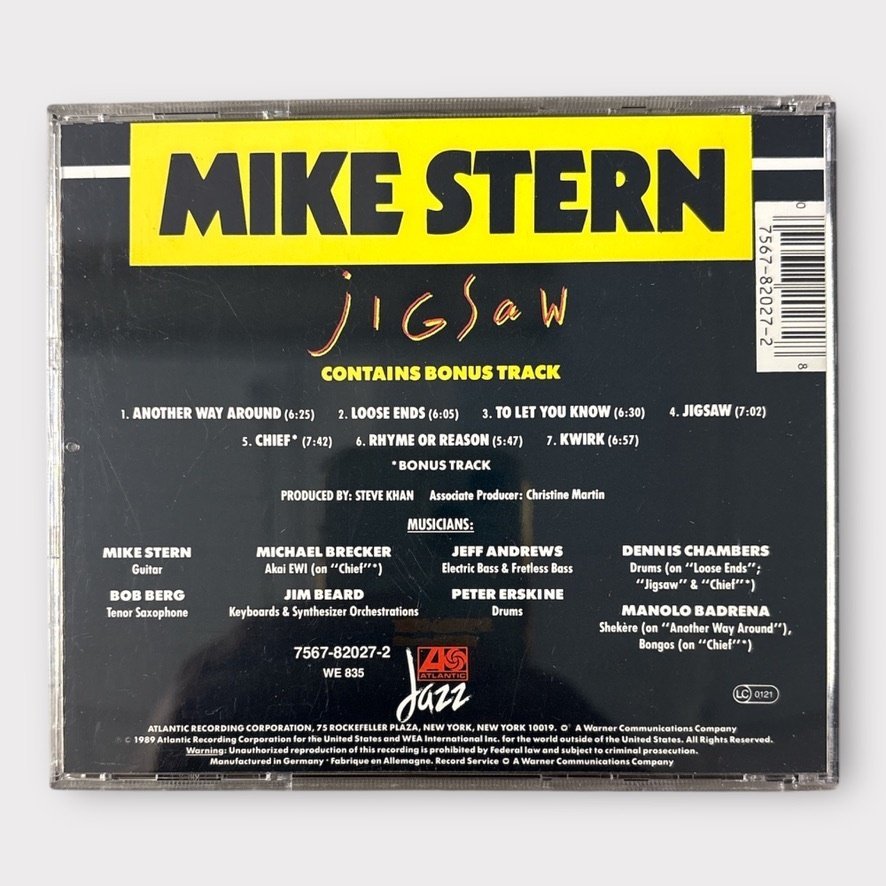 MIKE STERN
jIGSaW
CONTAINS BONUS TRACK
1. ANOTHER WAY AROUND (6:25) 2. LOOSE ENDS (6:05) 3. TO LET YOU KNOW (6:30) 4. JIGSAW (7:02)
5. CHIEF* (7:42) 6. RHYME OR REASON (5:47) 7. KWIRK (6:57)
*BONUS TRACK
PRODUCED BY: STEVE KHAN Associate Producer: Christine Martin
MUSICIANS:
MIKE STERN
Guitar
BOB BERG
Tenor Saxophone
MICHAEL BRECKER
Akai EWI (on "Chief"*)
JIM BEARD
Keyboards & Synthesizer Orchestrations
JEFF ANDREWS
Electric Bass & Fretless Bass
PETER ERSKINE
Drums
DENNIS CHAMBERS
Drums (on "Loose Ends";
"Jigsaw" & "Chief"*)
MANOLO BADRENA
Shekère (on "Another Way Around"),
Bongos (on "Chief"*)
0
7567-82027-2
8
7567-82027-2
WE 835
ATLANTIC
Jazz
LC 0121
ATLANTIC RECORDING CORPORATION, 75 ROCKEFELLER PLAZA, NEW YORK, NEW YORK 10019. A Warner Communications Company
℗ © 1989 Atlantic Recording Corporation for the United States and WEA International Inc. for the world outside of the United States. All Rights Reserved.
Warning: Unauthorized reproduction of this recording is prohibited by Federal law and subject to criminal prosecution.
Manufactured in Germany · Fabrique en Allemagne. Record Service A Warner Communications Company